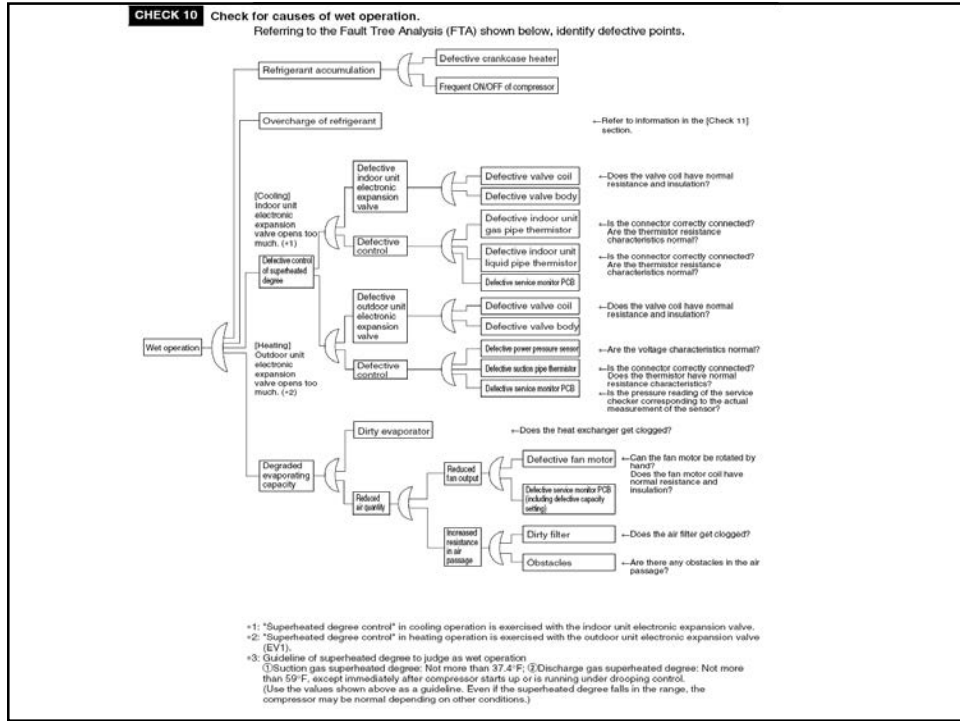 CHECK 10 Check for causes of wet operation.
Referring to the Fault Tree Analysis (FTA) shown below, identify defective points.
Refrigerant accumulation
Defective crankcase heater
Frequent ON/OFF of compressor
Overcharge of refrigerant
←Refer to information in the [Check 11]
section.
[Cooling]
Indoor unit
electronic
expansion
valve opens too
much. (*1)
Defective
indoor unit
electronic
expansion
valve
Defective valve coil
←Does the valve coil have normal
resistance and insulation?
Defective valve body
Defective
control
Defective indoor unit
gas pipe thermistor
←Is the connector correctly connected?
Are the thermistor resistance
characteristics normal?
Defective indoor unit
liquid pipe thermistor
←Is the connector correctly connected?
Are the thermistor resistance
characteristics normal?
Defective service monitor PCB
Defective control
of superheated
degree
Wet operation
[Heating]
Outdoor unit
electronic
expansion
valve opens too
much. (*2)
Defective
outdoor unit
electronic
expansion
valve
Defective valve coil
←Does the valve coil have normal
resistance and insulation?
Defective valve body
Defective
control
Defective power pressure sensor
←Are the voltage characteristics normal?
Defective suction pipe thermistor
←Is the connector correctly connected?
Does the thermistor have normal
resistance characteristics?
Defective service monitor PCB
←Is the pressure reading of the service
checker corresponding to the actual
measurement of the sensor?
Degraded
evaporating
capacity
Dirty evaporator
←Does the heat exchanger get clogged?
Reduced
air quantity
Reduced
fan output
Defective fan motor
←Can the fan motor be rotated by
hand?
Does the fan motor coil have
normal resistance and
insulation?
Defective service monitor PCB
(including defective capacity
setting)
Increased
resistance
in air
passage
Dirty filter
←Does the air filter get clogged?
Obstacles
←Are there any obstacles in the air
passage?
*1: "Superheated degree control" in cooling operation is exercised with the indoor unit electronic expansion valve.
*2: "Superheated degree control" in heating operation is exercised with the outdoor unit electronic expansion valve
(EV1).
*3: Guideline of superheated degree to judge as wet operation
①Suction gas superheated degree: Not more than 37.4°F; ②Discharge gas superheated degree: Not more
than 59°F, except immediately after compressor starts up or is running under drooping control.
(Use the values shown above as a guideline. Even if the superheated degree falls in the range, the
compressor may be normal depending on other conditions.)